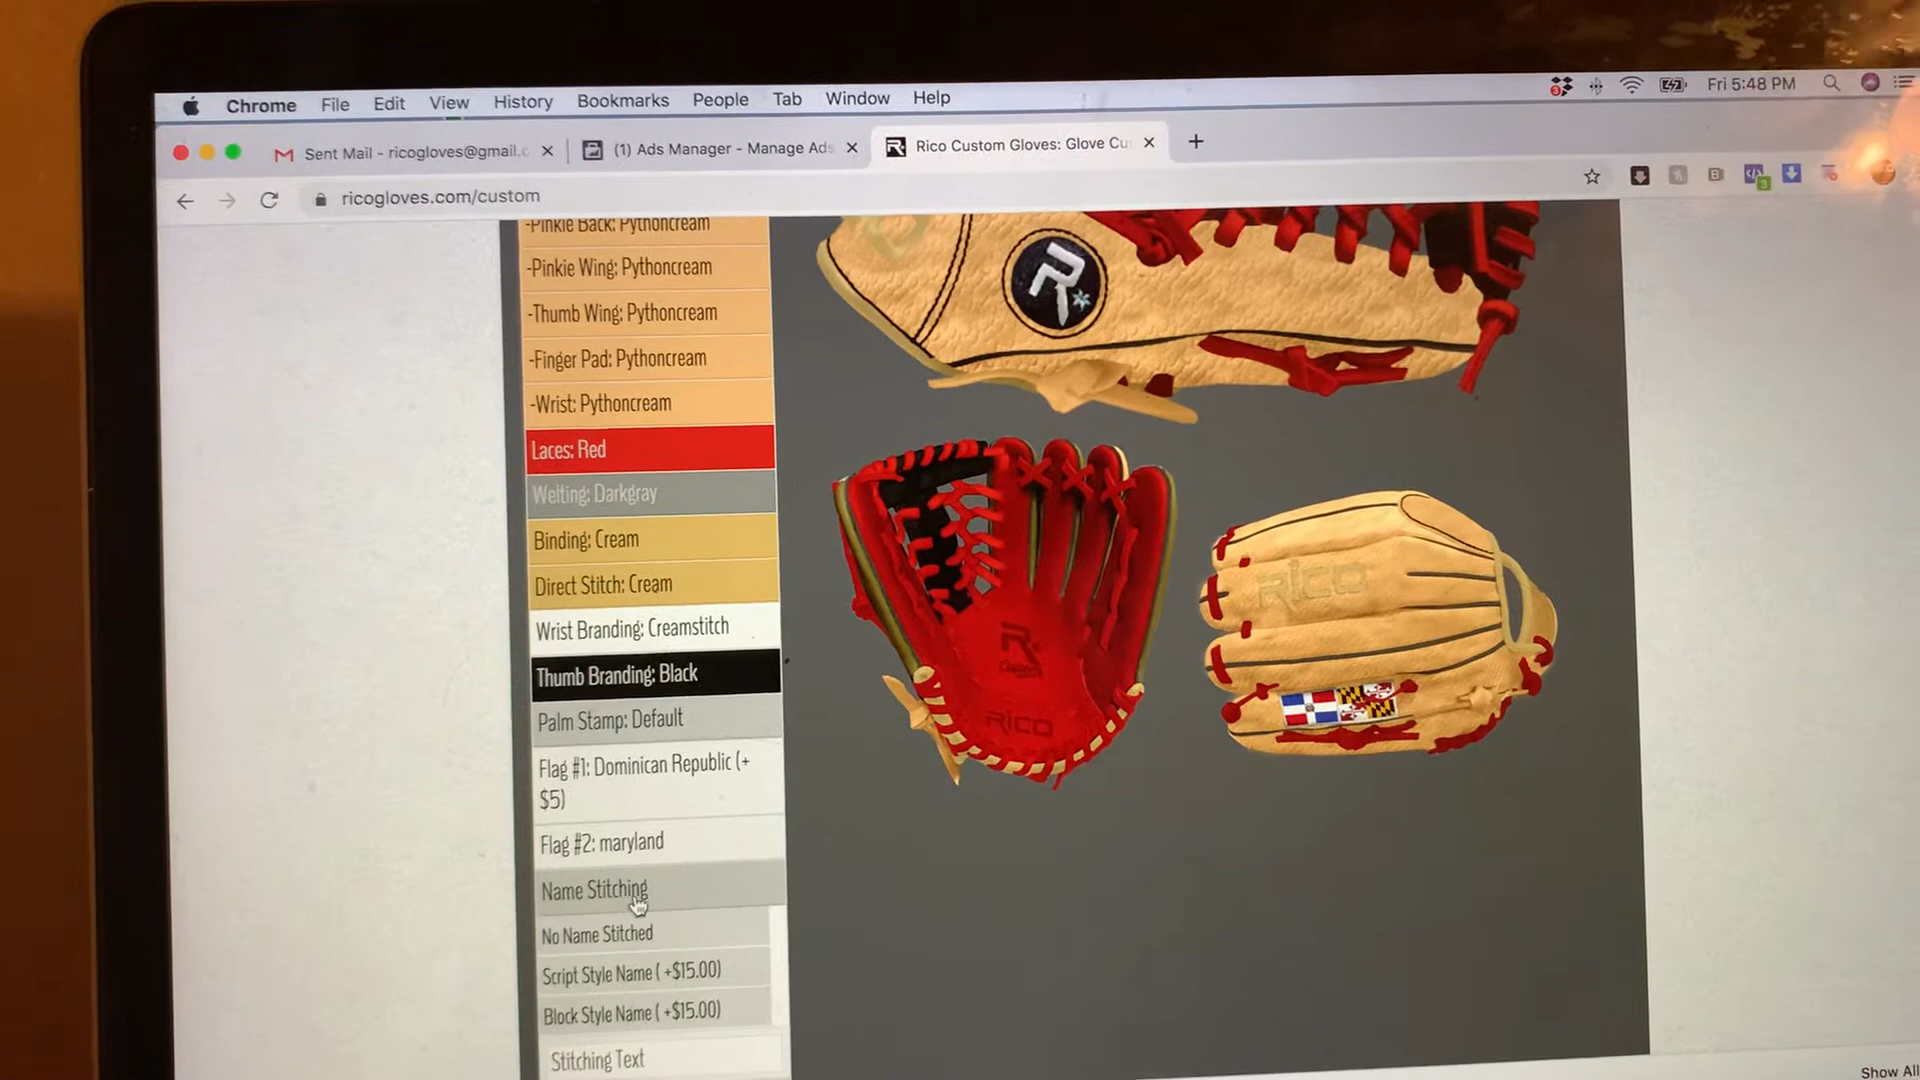 Chrome File Edit View History Bookmarks People Tab Window Help
3
Fri 5:48 PM
Sent Mail - ricogloves@gmail.c
(1) Ads Manager - Manage Ads
Rico Custom Gloves: Glove Cu
ricogloves.com/custom
3
-Pinkie Back: Pythoncream
-Pinkie Wing: Pythoncream
-Thumb Wing: Pythoncream
-Finger Pad: Pythoncream
-Wrist: Pythoncream
Laces: Red
Welting: Darkgray
Binding: Cream
Direct Stitch: Cream
Wrist Branding: Creamstitch
Thumb Branding: Black
Palm Stamp: Default
Flag #1: Dominican Republic (+
$5)
Flag #2: maryland
Name Stitching
No Name Stitched
Script Style Name ( +$15.00)
Block Style Name ( +$15.00)
Stitching Text
R
R
RICO
RICO
Show All